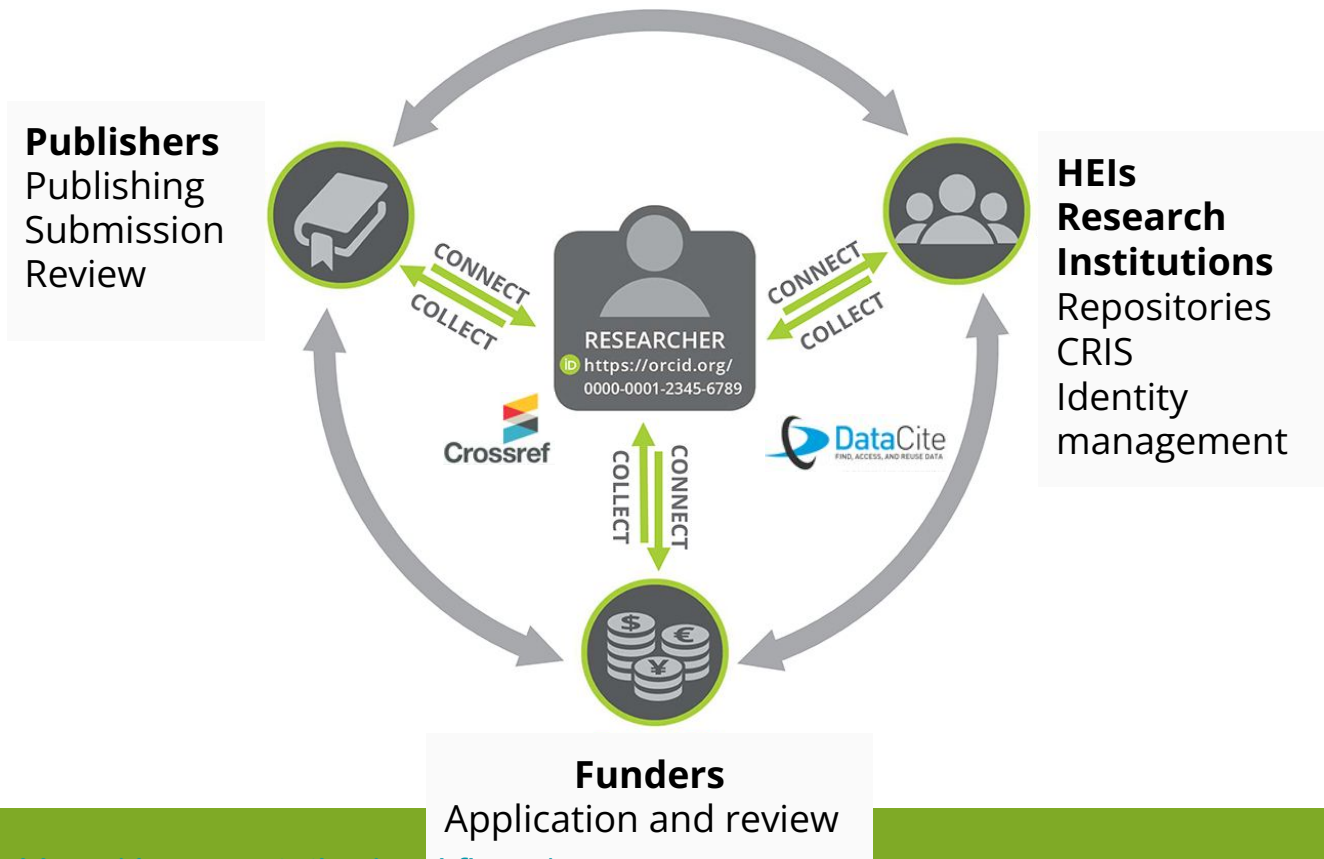 Publishers
Publishing
Submission
Review
HEIs
Research
Institutions
Repositories
CRIS
Identity
management
CONNECT
COLLECT
CONNECT
COLLECT
RESEARCHER
iD https://orcid.org/
0000-0001-2345-6789
Crossref
DataCite
FIND, ACCESS, AND REUSE DATA
COLLECT
CONNECT
$
€
¥
Funders
Application and review